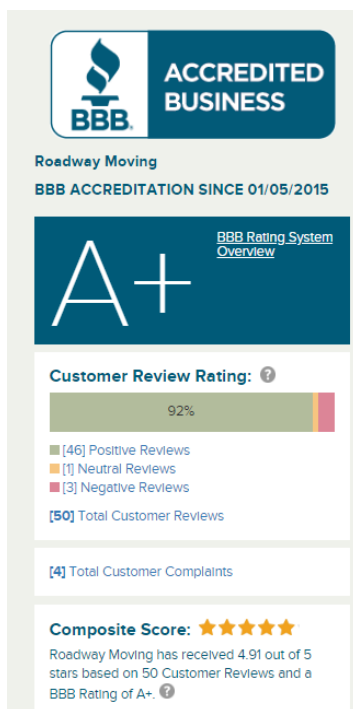 BBB.
ACCREDITED
BUSINESS
Roadway Moving
BBB ACCREDITATION SINCE 01/05/2015
A+
BBB Rating System
Overview
Customer Review Rating: ?
92%
[46] Positive Reviews
[1] Neutral Reviews
[3] Negative Reviews
[50] Total Customer Reviews
[4] Total Customer Complaints
Composite Score:
Roadway Moving has received 4.91 out of 5
stars based on 50 Customer Reviews and a
BBB Rating of A+. ?